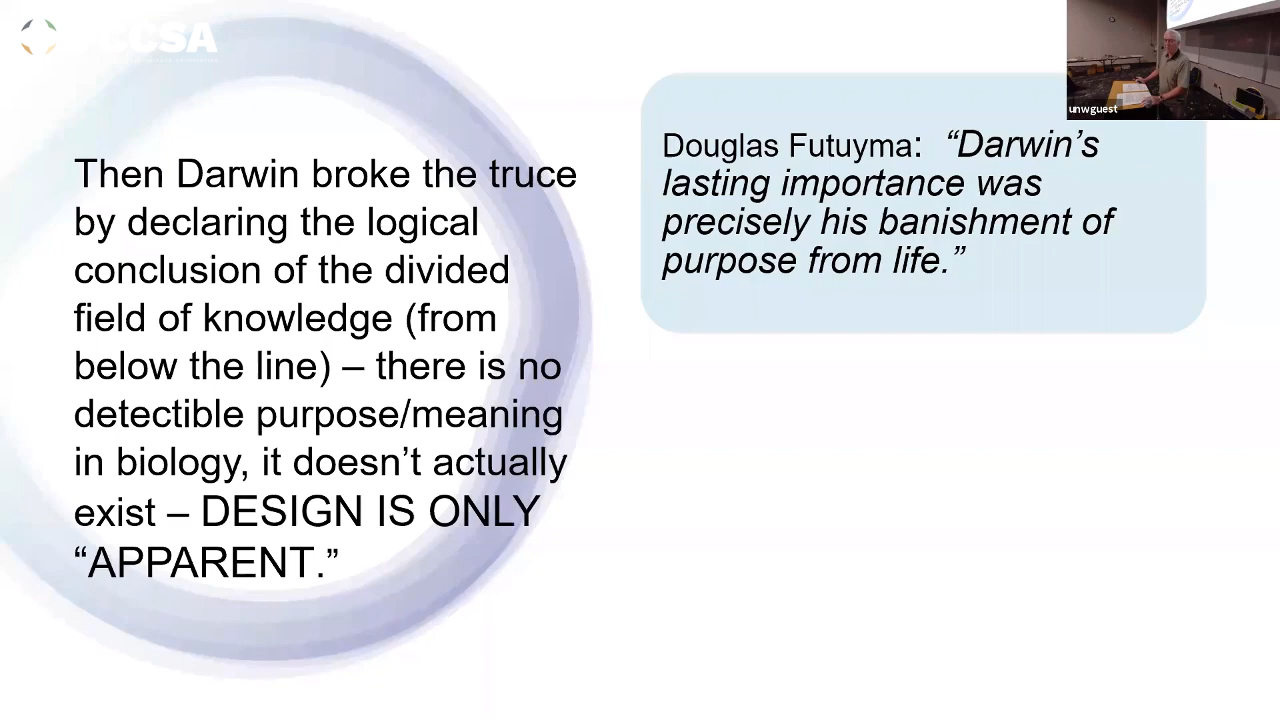 CCSA
unwguest
Then Darwin broke the truce
by declaring the logical
conclusion of the divided
field of knowledge (from
below the line) – there is no
detectible purpose/meaning
in biology, it doesn’t actually
exist – DESIGN IS ONLY
“APPARENT.”
Douglas Futuyma: “Darwin’s
lasting importance was
precisely his banishment of
purpose from life.”